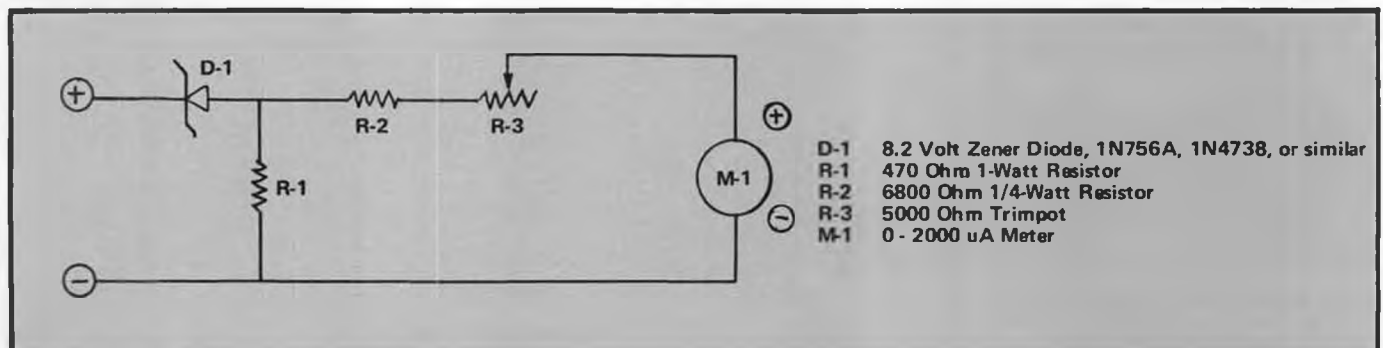 D-1
R-2
R-3
R-1
M-1
D-1 8.2 Volt Zener Diode, 1N756A, 1N4738, or similar
R-1 470 Ohm 1-Watt Resistor
R-2 6800 Ohm 1/4-Watt Resistor
R-3 5000 Ohm Trimpot
M-1 0 - 2000 uA Meter